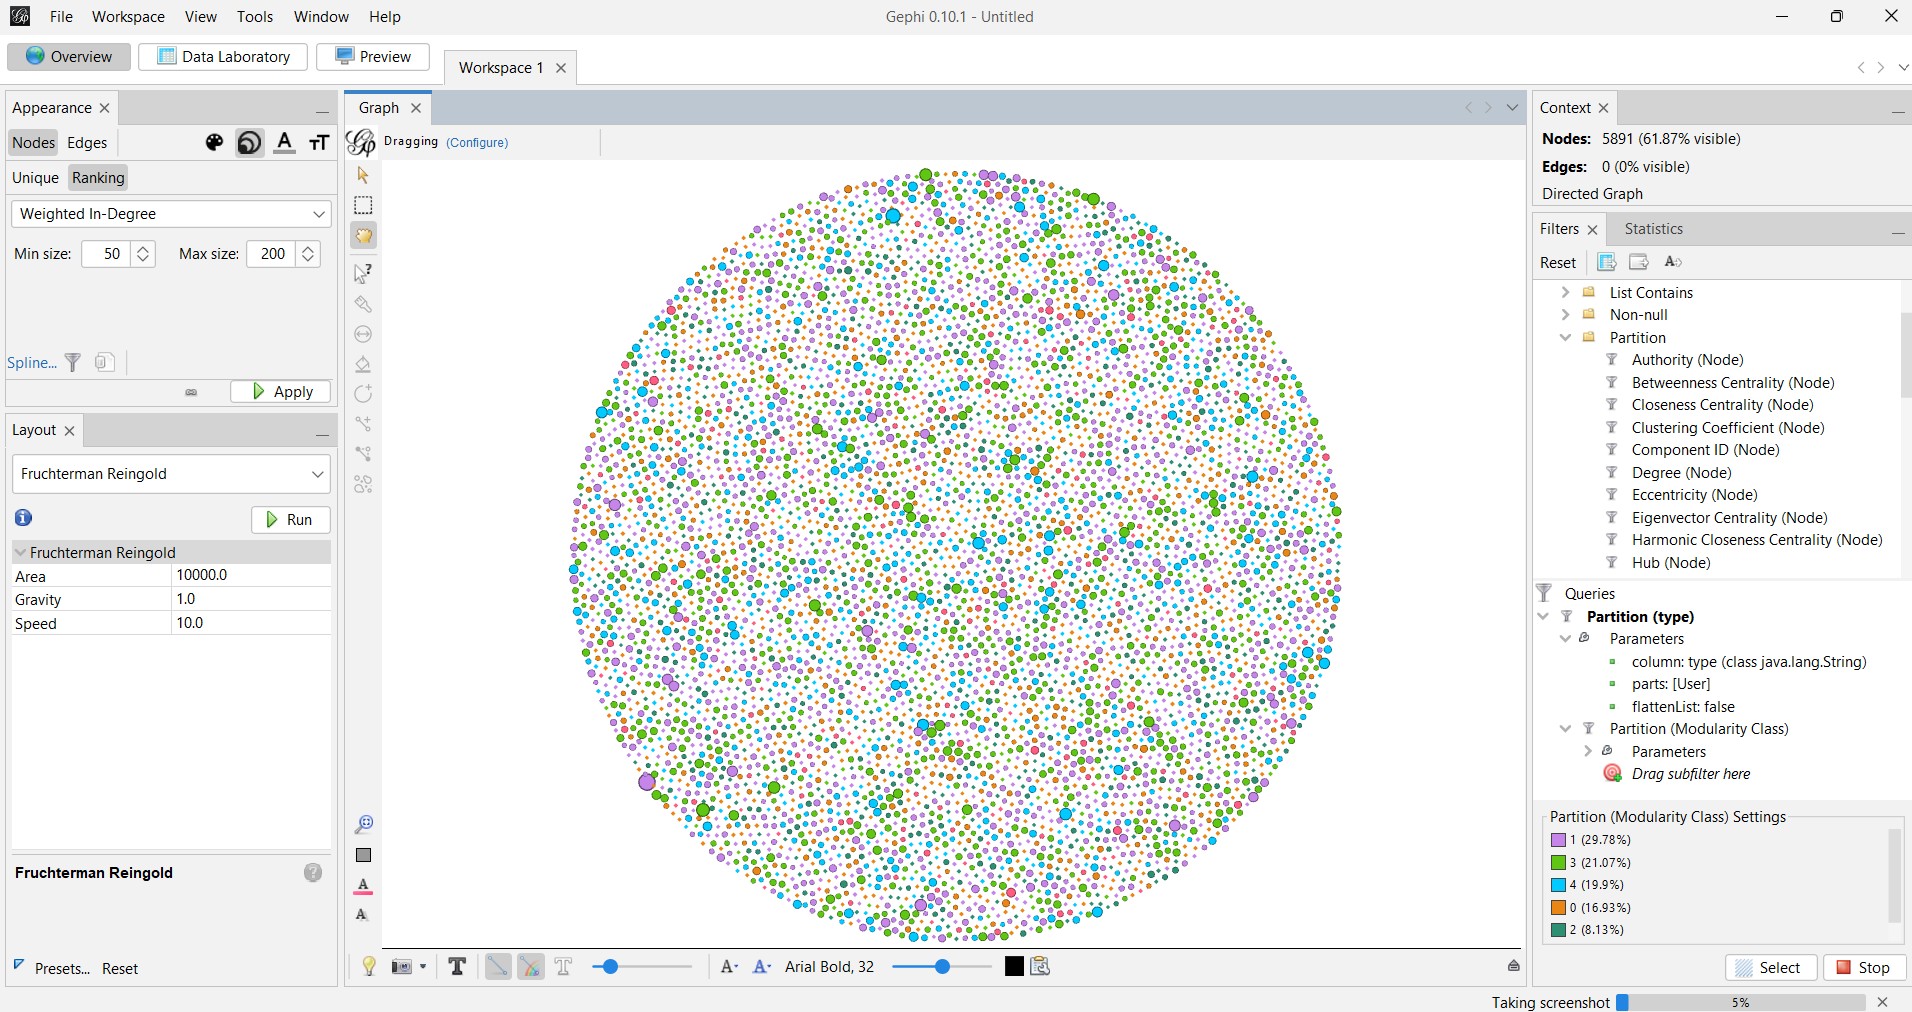 File Workspace View Tools Window Help
Gephi 0.10.1 - Untitled
Overview Data Laboratory Preview
Workspace 1
Appearance
Nodes Edges
Unique Ranking
Weighted In-Degree
Min size: 50 Max size: 200
Spline...
Apply
Layout
Fruchterman Reingold
Run
Fruchterman Reingold
Area 10000.0
Gravity 1.0
Speed 10.0
Fruchterman Reingold
Presets... Reset
Graph
Dragging (Configure)
Arial Bold, 32
Context
Nodes: 5891 (61.87% visible)
Edges: 0 (0% visible)
Directed Graph
Filters Statistics
Reset
List Contains
Non-null
Partition
Authority (Node)
Betweenness Centrality (Node)
Closeness Centrality (Node)
Clustering Coefficient (Node)
Component ID (Node)
Degree (Node)
Eccentricity (Node)
Eigenvector Centrality (Node)
Harmonic Closeness Centrality (Node)
Hub (Node)
Queries
Partition (type)
Parameters
column: type (class java.lang.String)
parts: [User]
flattenList: false
Partition (Modularity Class)
Parameters
Drag subfilter here
Partition (Modularity Class) Settings
1 (29.78%)
3 (21.07%)
4 (19.9%)
0 (16.93%)
2 (8.13%)
Select Stop
Taking screenshot 5%